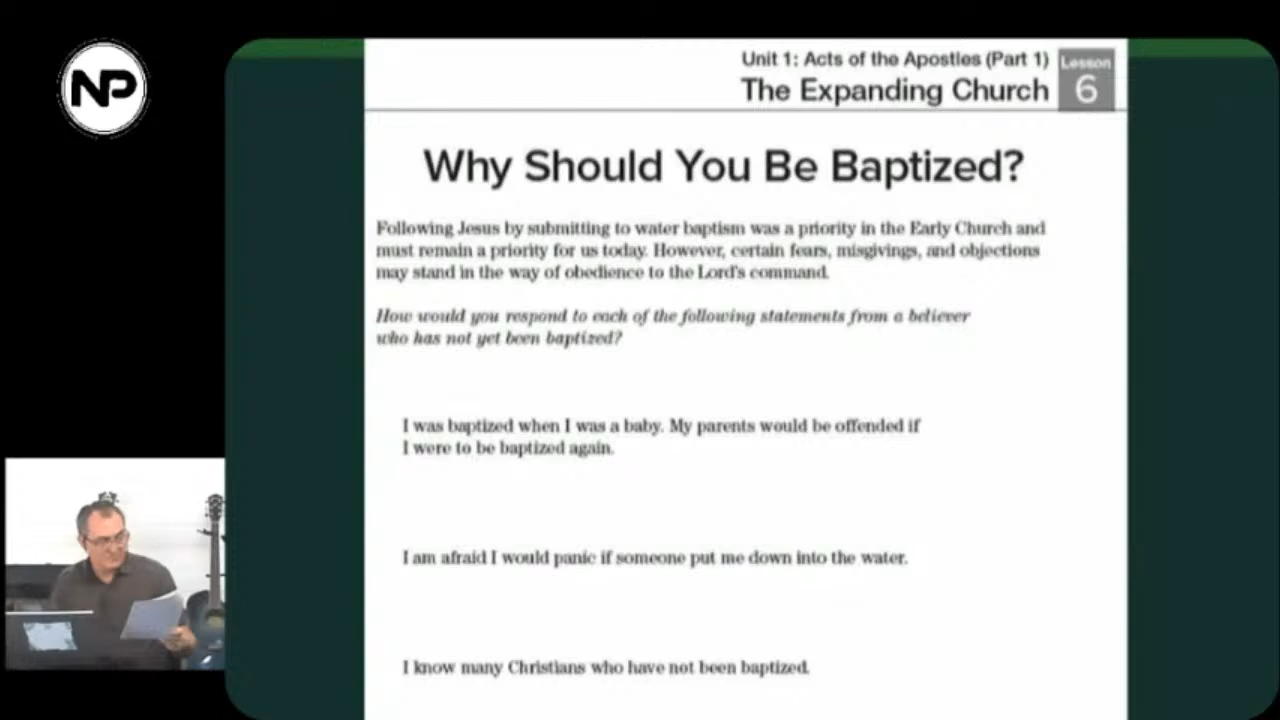 NP
Unit 1: Acts of the Apostles (Part 1)
Lesson
The Expanding Church
6
Why Should You Be Baptized?
Following Jesus by submitting to water baptism was a priority in the Early Church and
must remain a priority for us today. However, certain fears, misgivings, and objections
may stand in the way of obedience to the Lord's command.
How would you respond to each of the following statements from a believer
who has not yet been baptized?
I was baptized when I was a baby. My parents would be offended if
I were to be baptized again.
I am afraid I would panic if someone put me down into the water.
I know many Christians who have not been baptized.